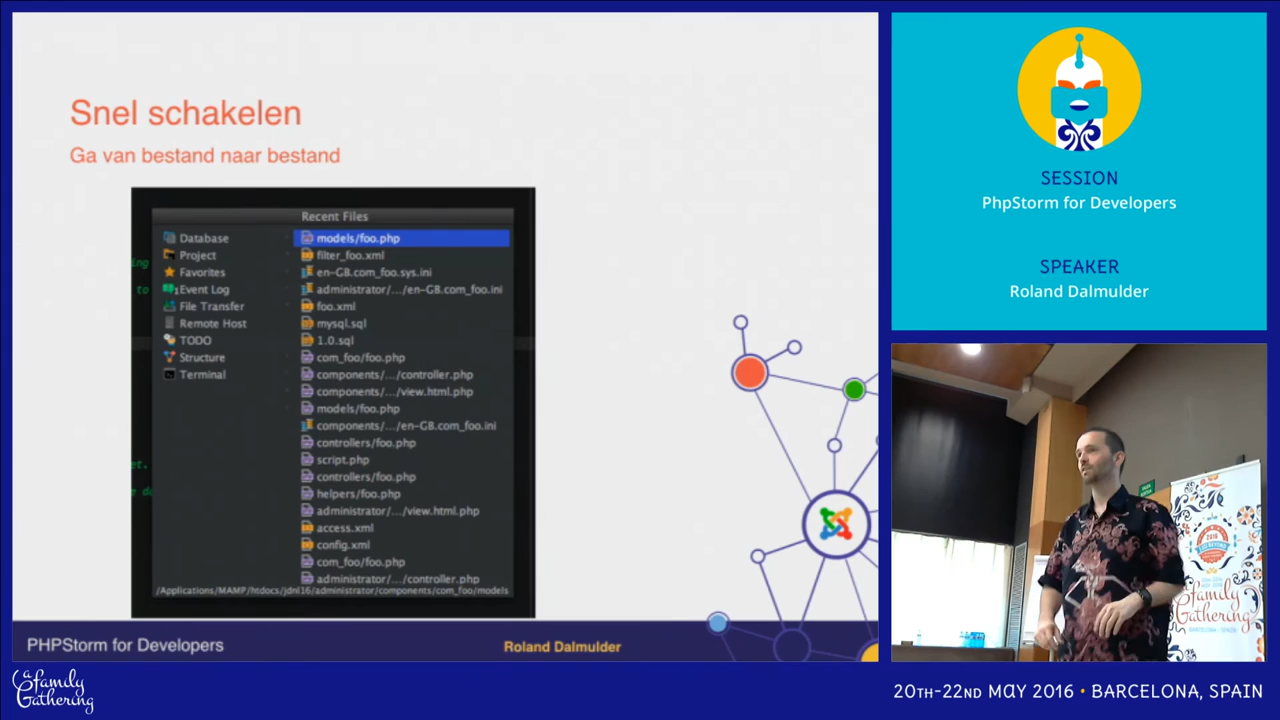 Snel schakelen
Ga van bestand naar bestand
Recent Files
Database
Project
Favorites
Event Log
File Transfer
Remote Host
TODO
Structure
Terminal
models/foo.php
filter_foo.xml
en-GB.com_foo.sys.ini
administrator/.../en-GB.com_foo.ini
foo.xml
mysql.sql
1.0.sql
com_foo/foo.php
components/.../controller.php
components/.../view.html.php
models/foo.php
components/.../en-GB.com_foo.ini
controllers/foo.php
script.php
controllers/foo.php
helpers/foo.php
administrator/.../view.html.php
access.xml
config.xml
com_foo/foo.php
administrator/.../controller.php
/Applications/MAMP/htdocs/jdnl16/administrator/components/com_foo/models
PHPStorm for Developers
Roland Dalmulder
SESSION
PhpStorm for Developers
SPEAKER
Roland Dalmulder
2016
family
Gathering
BARCELONA, SPAIN
a family
Gathering
20TH-22ND MAY 2016 • BARCELONA, SPAIN